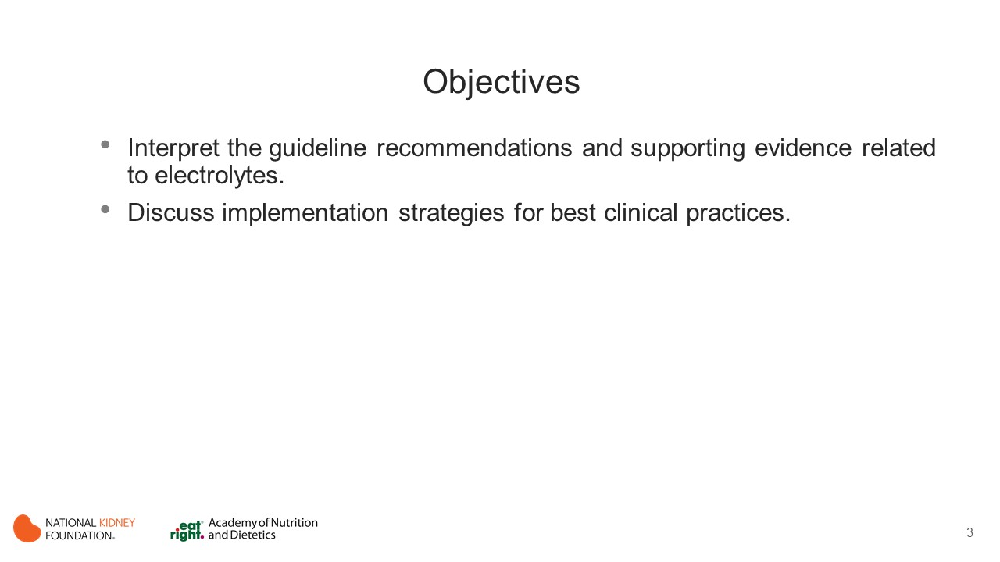 Objectives
• Interpret the guideline recommendations and supporting evidence related
to electrolytes.
• Discuss implementation strategies for best clinical practices.
NATIONAL KIDNEY
FOUNDATION®
eat
right.
Academy of Nutrition
and Dietetics
3